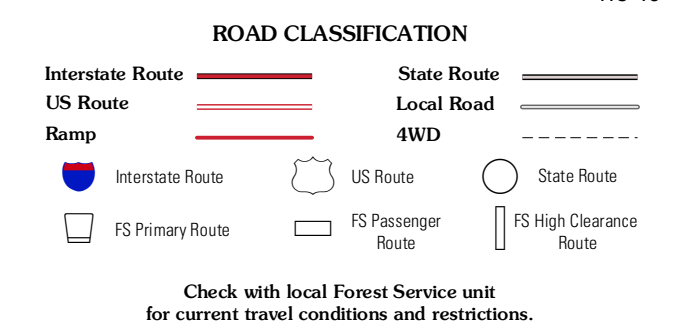 ROAD CLASSIFICATION
Interstate Route
State Route
US Route
Local Road
Ramp
4WD
Interstate Route
US Route
State Route
FS Primary Route
FS Passenger
Route
FS High Clearance
Route
Check with local Forest Service unit
for current travel conditions and restrictions.